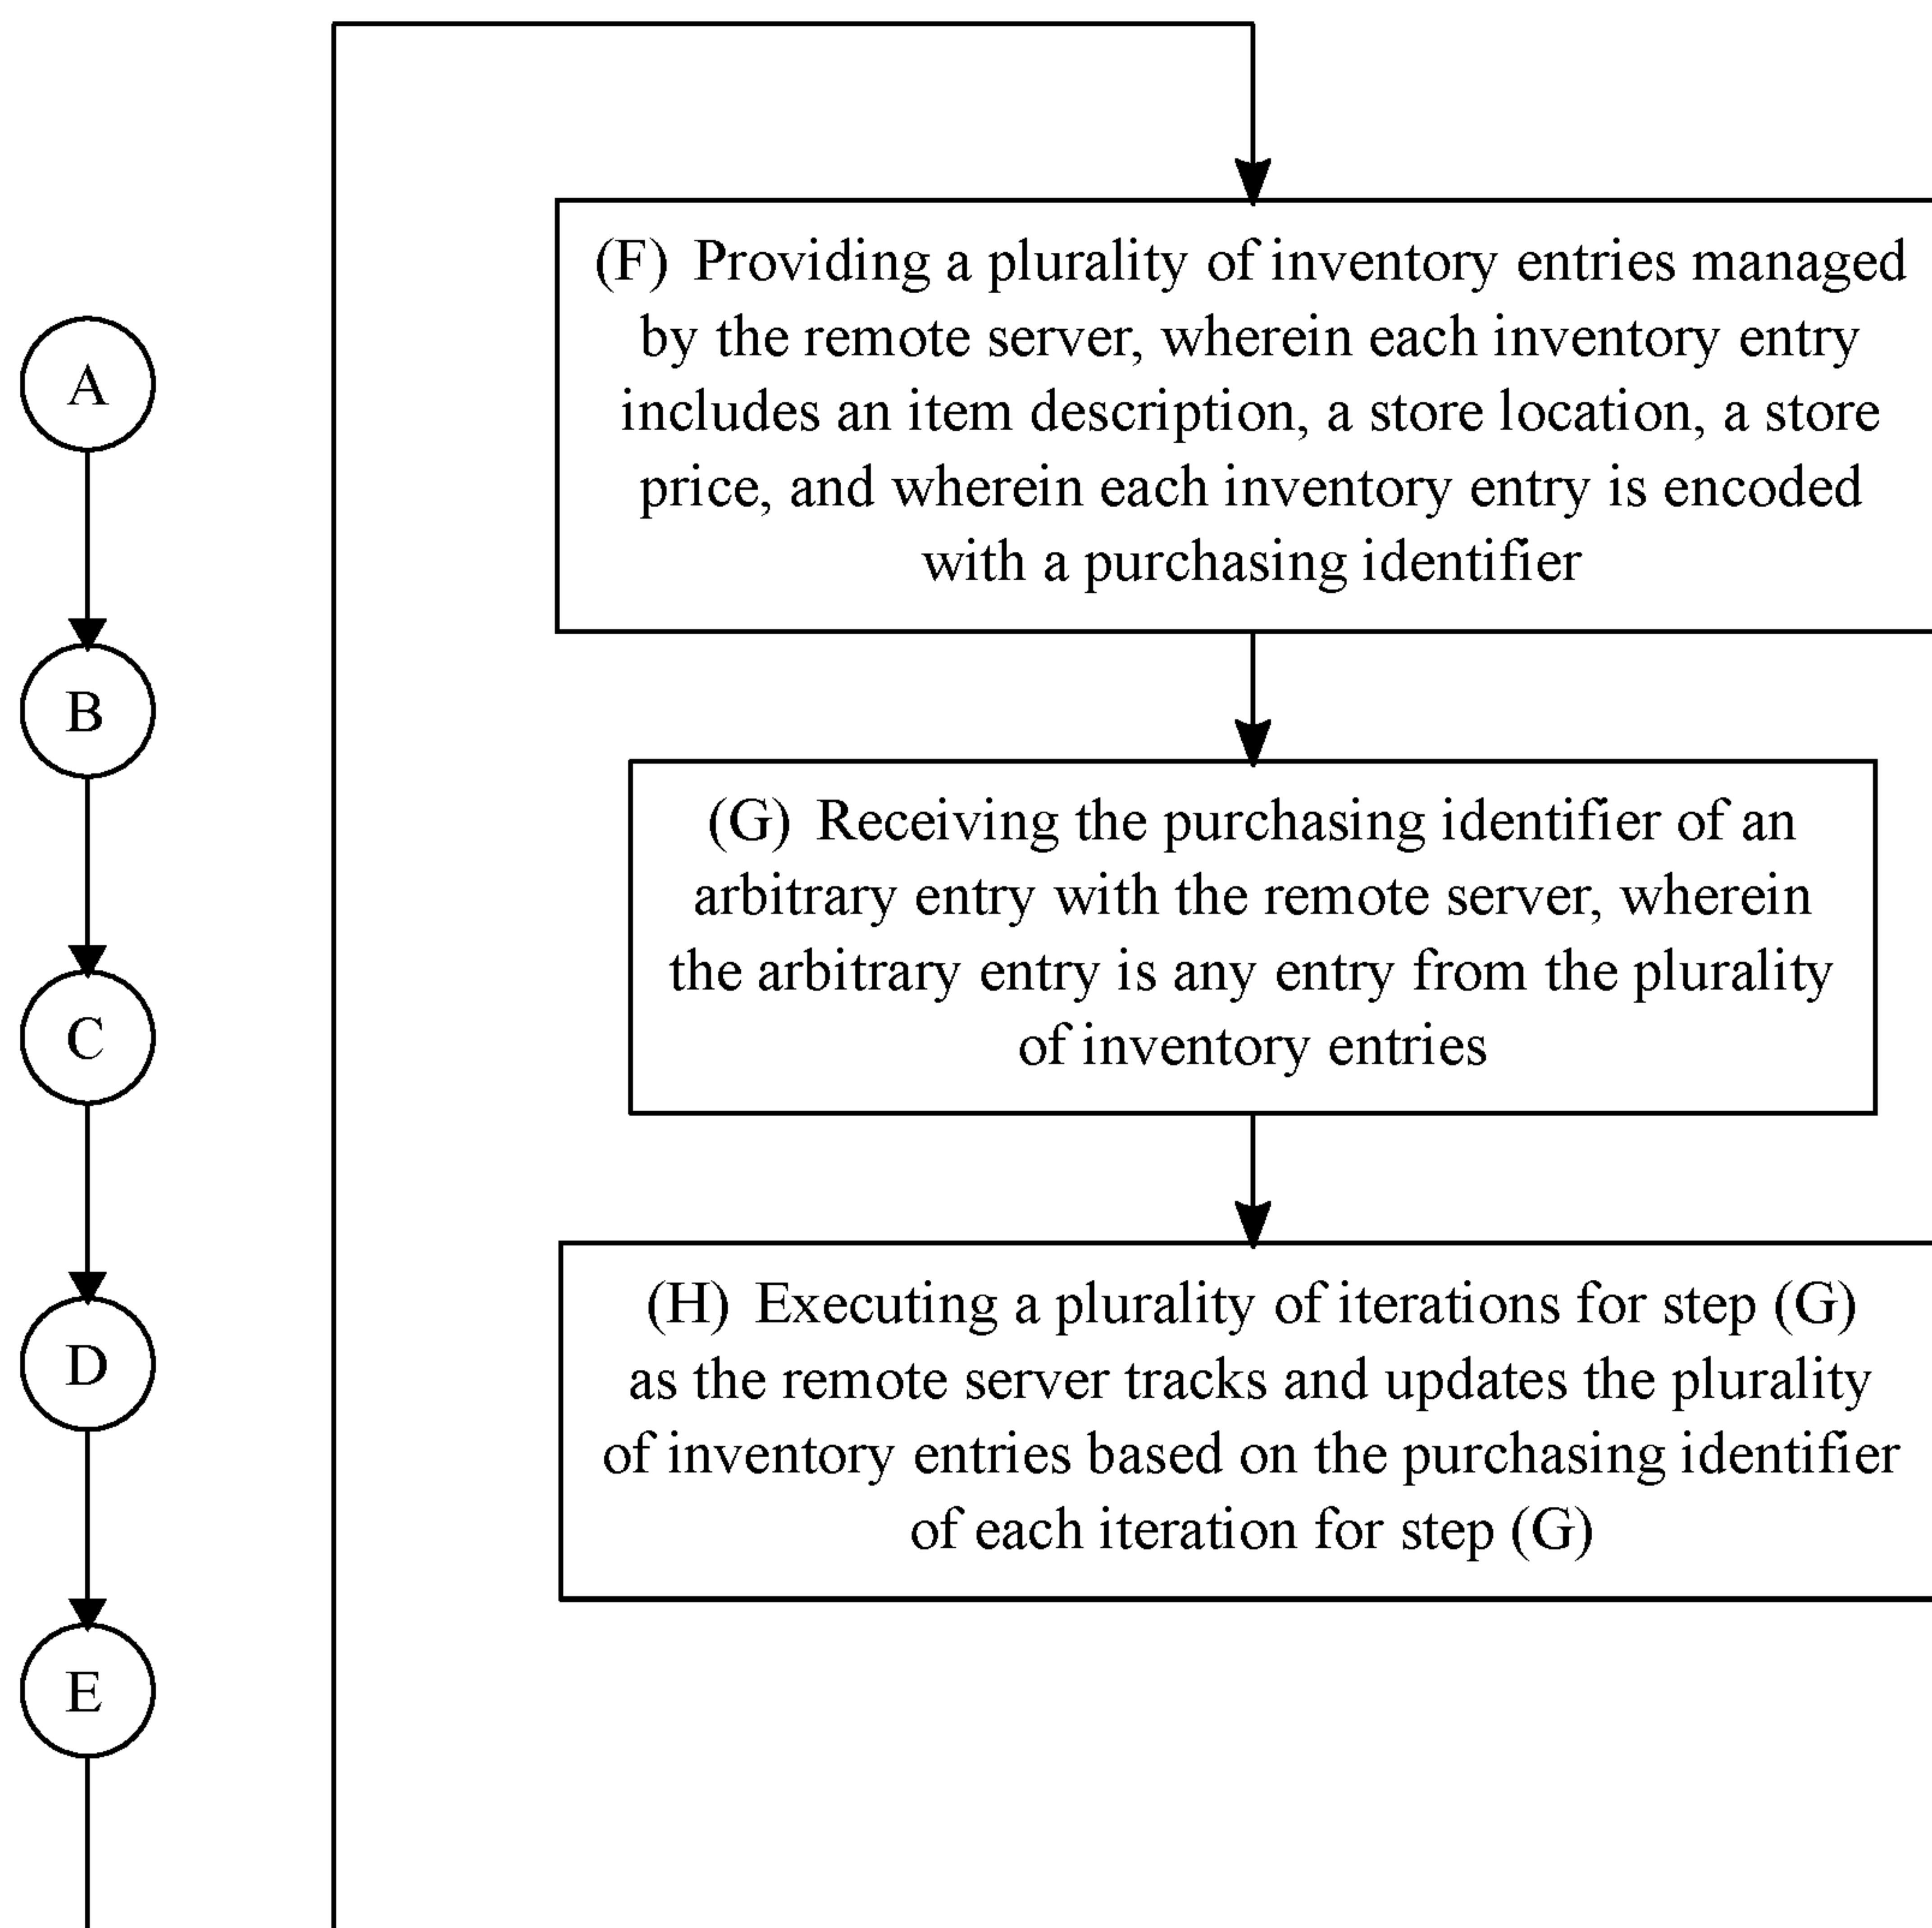 A
B
C
D
E
(F) Providing a plurality of inventory entries managed
by the remote server, wherein each inventory entry
includes an item description, a store location, a store
price, and wherein each inventory entry is encoded
with a purchasing identifier
(G) Receiving the purchasing identifier of an
arbitrary entry with the remote server, wherein
the arbitrary entry is any entry from the plurality
of inventory entries
(H) Executing a plurality of iterations for step (G)
as the remote server tracks and updates the plurality
of inventory entries based on the purchasing identifier
of each iteration for step (G)